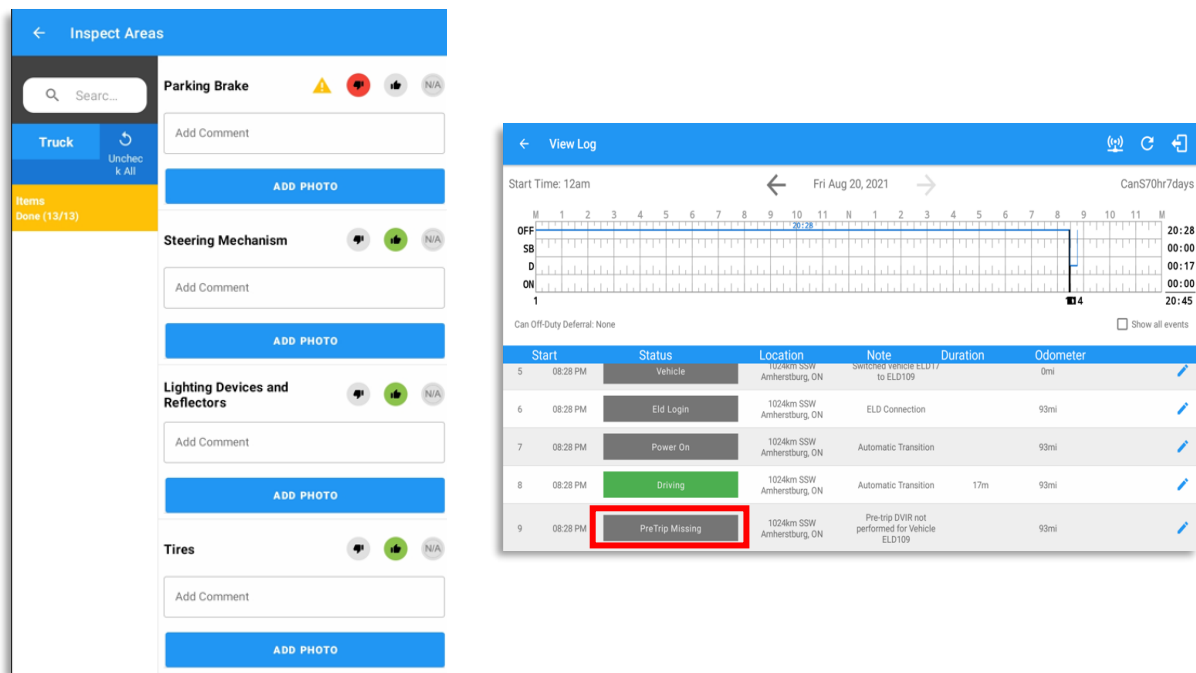 Inspect Areas
Searc...
Truck
Unchec
k All
Items
Done (13/13)
Parking Brake
N/A
Add Comment
ADD PHOTO
Steering Mechanism
N/A
Add Comment
ADD PHOTO
Lighting Devices and
Reflectors
N/A
Add Comment
ADD PHOTO
Tires
N/A
Add Comment
ADD PHOTO
View Log
Start Time: 12am
Fri Aug 20, 2021
CanS70hr7days
M 1 2 3 4 5 6 7 8 9 10 11 N 1 2 3 4 5 6 7 8 9 10 11 M
20:28
OFF 20:28
SB 00:00
D 00:17
ON 00:00
1 4 20:45
Can Off-Duty Deferral: None
Show all events
Start Status Location Note Duration Odometer
5 08:28 PM Vehicle 1024km SSW Amherstburg, ON Switched vehicle ELD17 to ELD109 0mi
6 08:28 PM Eld Login 1024km SSW Amherstburg, ON ELD Connection 93mi
7 08:28 PM Power On 1024km SSW Amherstburg, ON Automatic Transition 93mi
8 08:28 PM Driving 1024km SSW Amherstburg, ON Automatic Transition 17m 93mi
9 08:28 PM PreTrip Missing 1024km SSW Amherstburg, ON Pre-trip DVIR not performed for Vehicle ELD109 93mi